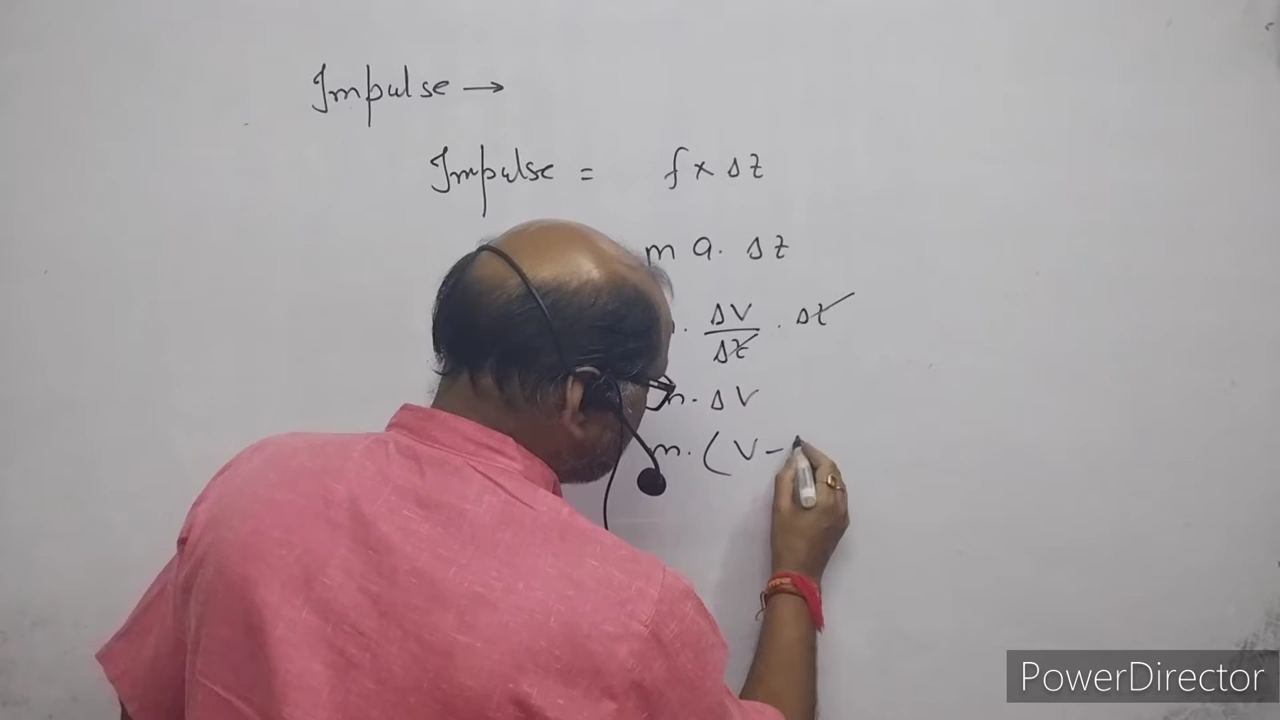 Impulse →
Impulse = f × Δt
m a. Δt
. ΔV/Δt . Δt
m. ΔV
m. (V-
PowerDirector